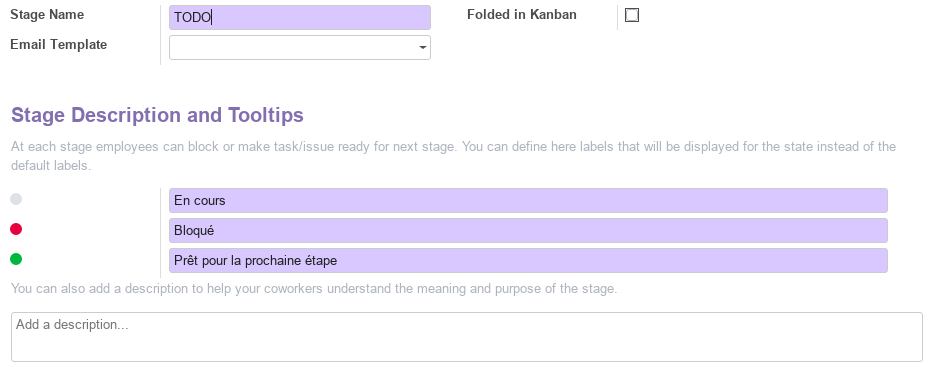 Stage Name TODO Folded in Kanban
Email Template
Stage Description and Tooltips
At each stage employees can block or make task/issue ready for next stage. You can define here labels that will be displayed for the state instead of the
default labels.
En cours
Bloqué
Prêt pour la prochaine étape
You can also add a description to help your coworkers understand the meaning and purpose of the stage.
Add a description...